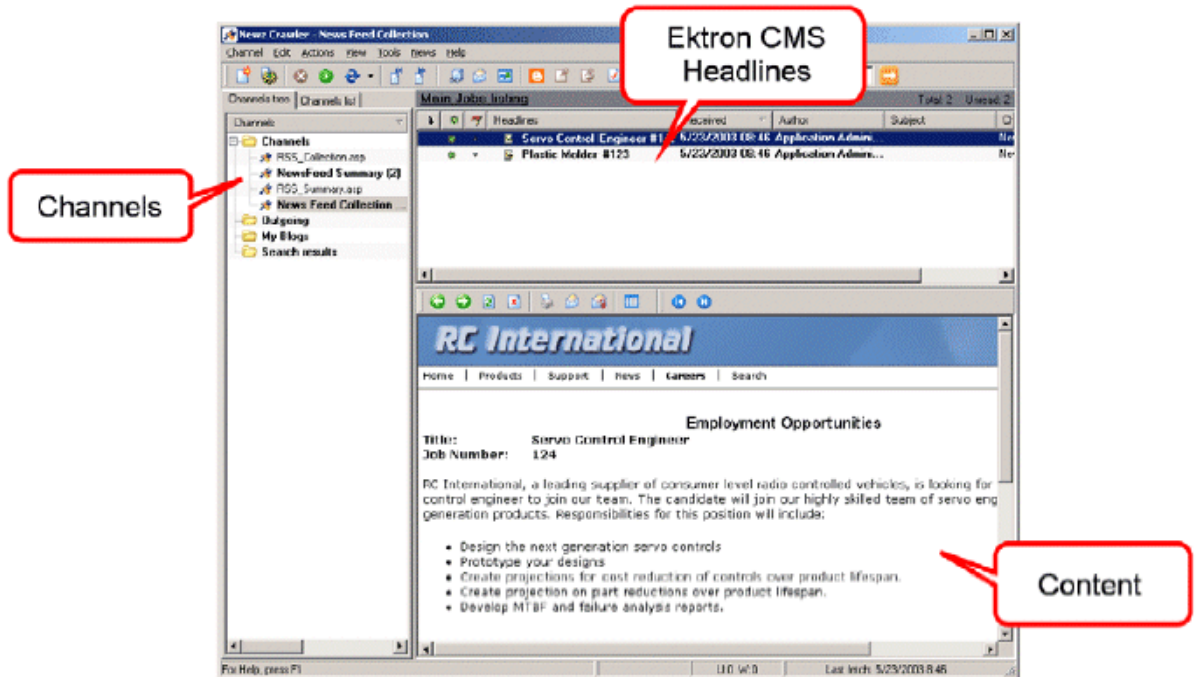 Newz Crawler - News Feed Collection
Channel Edit Actions View Tools News Help
Ektron CMS
Headlines
Channels tree Channels list
Main Jobs listing Total: 2 Unread: 2
Channels
Headlines Received Author Subject
Servo Control Engineer 5/23/2003 08:46 Application Admini...
Plastic Molder #123 5/23/2003 08:46 Application Admini...
Channels
RSS_Collection.asp
NewsFeed Summary (2)
RSS_Summary.asp
News Feed Collection ...
Outgoing
My Blogs
Search results
Channels
RC International
Home | Products | Support | News | Careers | Search
Employment Opportunities
Title: Servo Control Engineer
Job Number: 124
RC International, a leading supplier of consumer level radio controlled vehicles, is looking for
control engineer to join our team. The candidate will join our highly skilled team of servo eng
generation products. Responsibilities for this position will include:
• Design the next generation servo controls
• Prototype your designs
• Create projections for cost reduction of controls over product lifespan.
• Create projection on part reductions over product lifespan.
• Develop MTBF and failure analysis reports.
Content
For Help, press F1
Last fetch: 5/23/2003 8:46